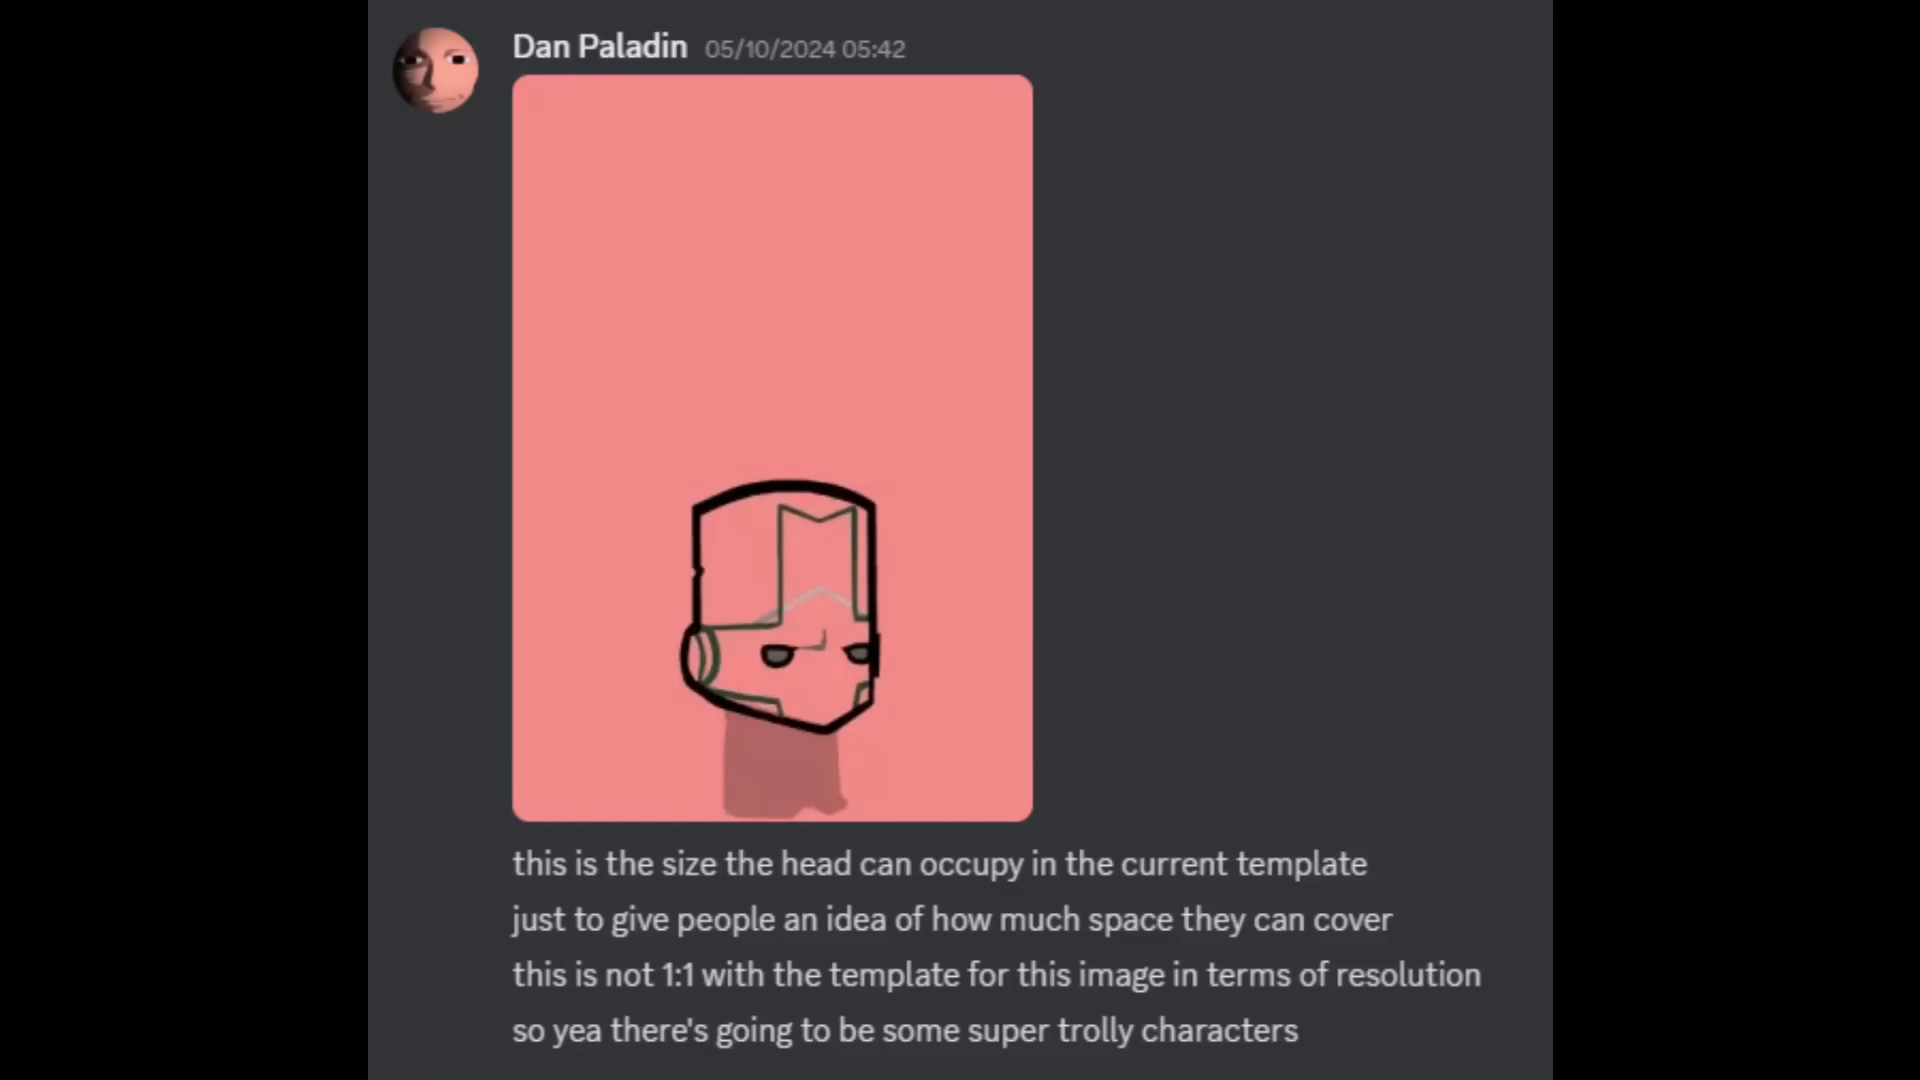 Dan Paladin 05/10/2024 05:42
this is the size the head can occupy in the current template
just to give people an idea of how much space they can cover
this is not 1:1 with the template for this image in terms of resolution
so yea there's going to be some super trolly characters